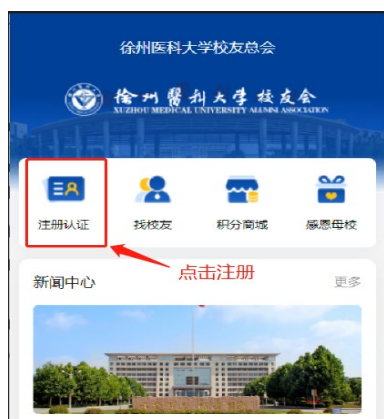 徐州医科大学校友总会
徐州醫科大学校友会
XUZHOU MEDICAL UNIVERSITY ALUMNI ASSOCIATION
注册认证
找校友
积分商城
感恩母校
点击注册
新闻中心
更多